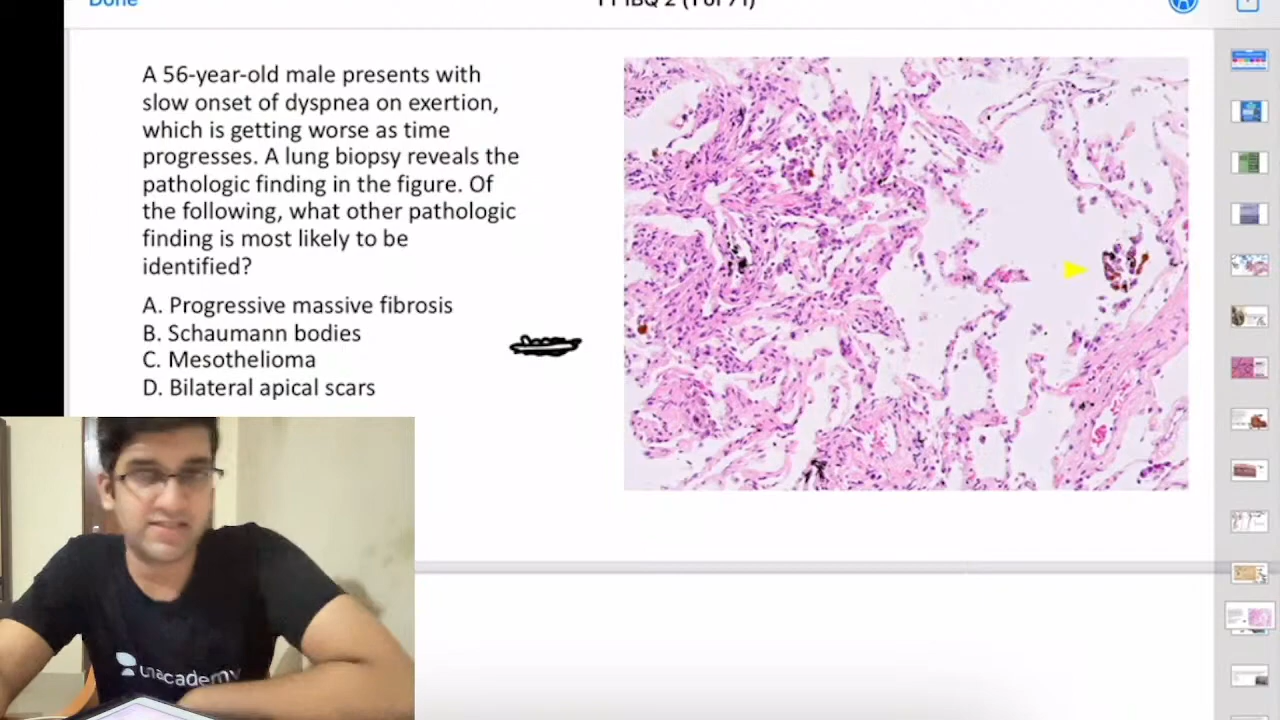 A 56-year-old male presents with
slow onset of dyspnea on exertion,
which is getting worse as time
progresses. A lung biopsy reveals the
pathologic finding in the figure. Of
the following, what other pathologic
finding is most likely to be
identified?
A. Progressive massive fibrosis
B. Schaumann bodies
C. Mesothelioma
D. Bilateral apical scars
unacademy